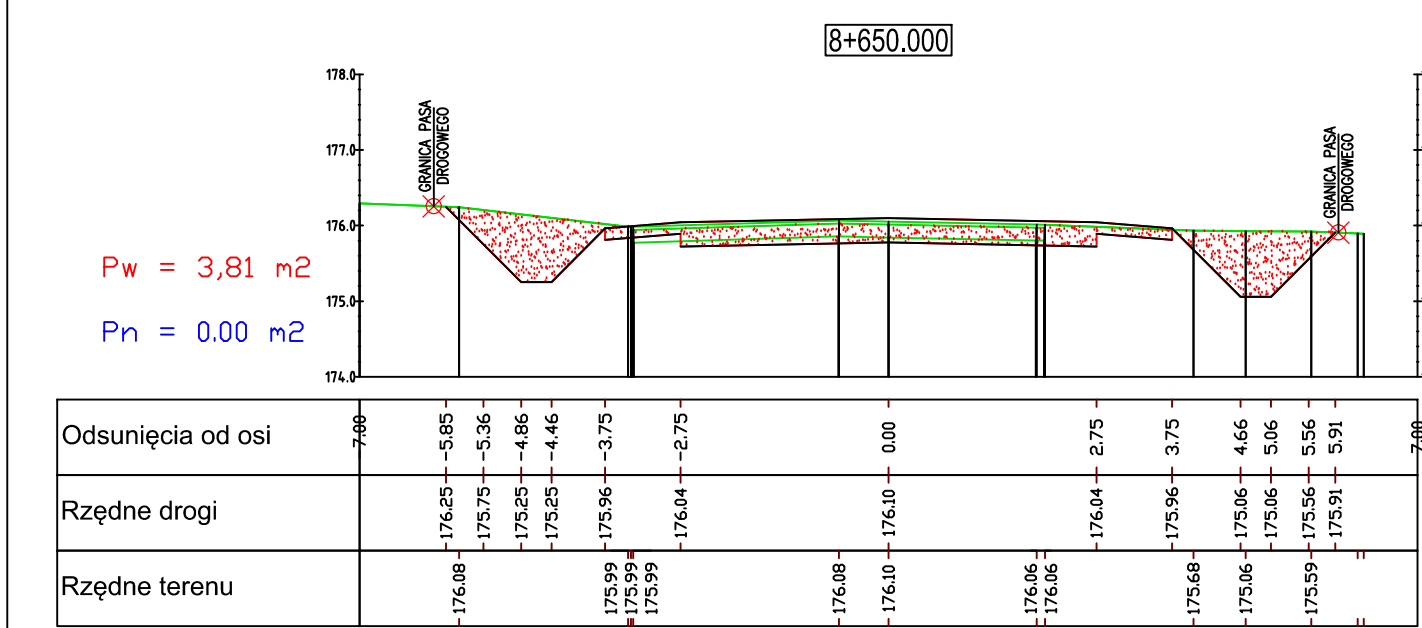 8+650.000
178.0
177.0
176.0
175.0
174.0
GRANICA PASA
DROGOWEGO
GRANICA PASA
DROGOWEGO
Pw = 3,81 m2
Pn = 0.00 m2
Odsunięcia od osi
-5.85 -5.36 -4.86 -4.46 -3.75 -2.75 0.00 2.75 3.75 4.66 5.06 5.56 5.91 7.00
Rzędne drogi
176.25 175.75 175.25 175.25 175.96 176.04 176.10 176.04 175.96 175.06 175.06 175.56 175.91
Rzędne terenu
176.08 175.99 175.99 175.99 176.08 176.10 176.06 176.06 175.68 175.06 175.59